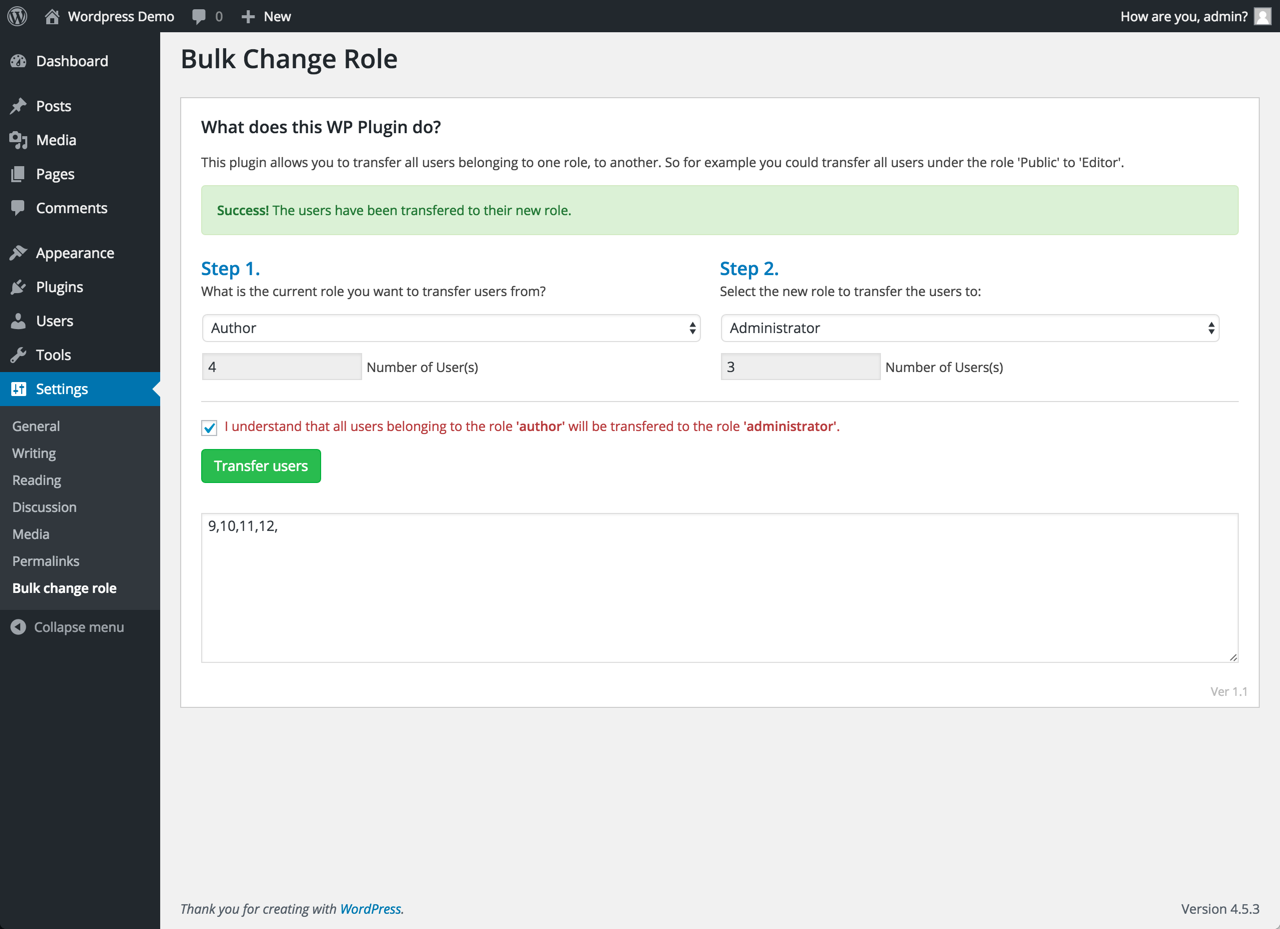 Wordpress Demo 0 New How are you, admin?
Dashboard
Posts
Media
Pages
Comments
Appearance
Plugins
Users
Tools
Settings
General
Writing
Reading
Discussion
Media
Permalinks
Bulk change role
Collapse menu
Bulk Change Role
What does this WP Plugin do?
This plugin allows you to transfer all users belonging to one role, to another. So for example you could transfer all users under the role 'Public' to 'Editor'.
Success! The users have been transfered to their new role.
Step 1.
What is the current role you want to transfer users from?
Author
4 Number of User(s)
Step 2.
Select the new role to transfer the users to:
Administrator
3 Number of Users(s)
I understand that all users belonging to the role 'author' will be transfered to the role 'administrator'.
Transfer users
9,10,11,12,
Ver 1.1
Thank you for creating with WordPress.
Version 4.5.3